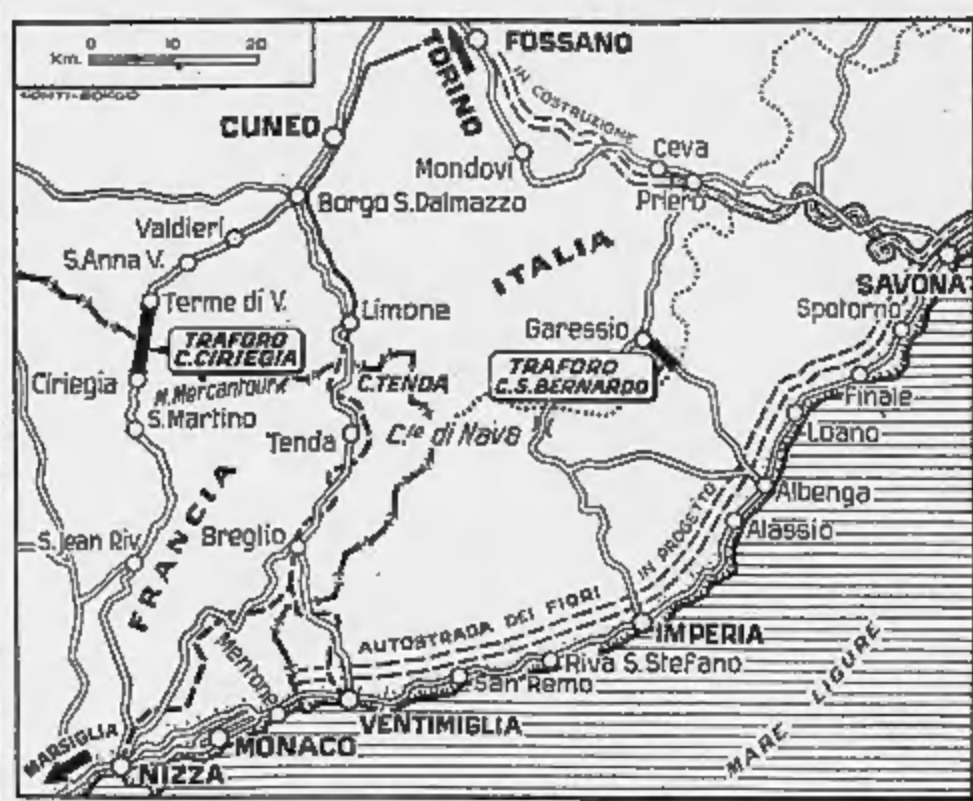 0 10 20
Km.
FOSSANO
TORINO
IN COSTRUZIONE
CUNEO
Mondovì
Ceva
Priero
Borgo S.Dalmazzo
Valdieri
S.Anna V.
ITALIA
SAVONA
Terme di V.
Limone
Garessio
Spotorno
TRAFORO
C.CIRIEGIA
TRAFORO
C.S.BERNARDO
Ciriegia
M.Mercantour
C.TENDA
Finale
S.Martino
C.le di Nava
Loano
Tenda
Albenga
IN PROGETTO
Alassio
FRANCIA
S.Jean Riv.
Breglio
AUTOSTRADA DEI FIORI
IMPERIA
Mentone
Riva S.Stefano
San Remo
MARE LIGURE
VENTIMIGLIA
MONACO
MARSIGLIA
NIZZA